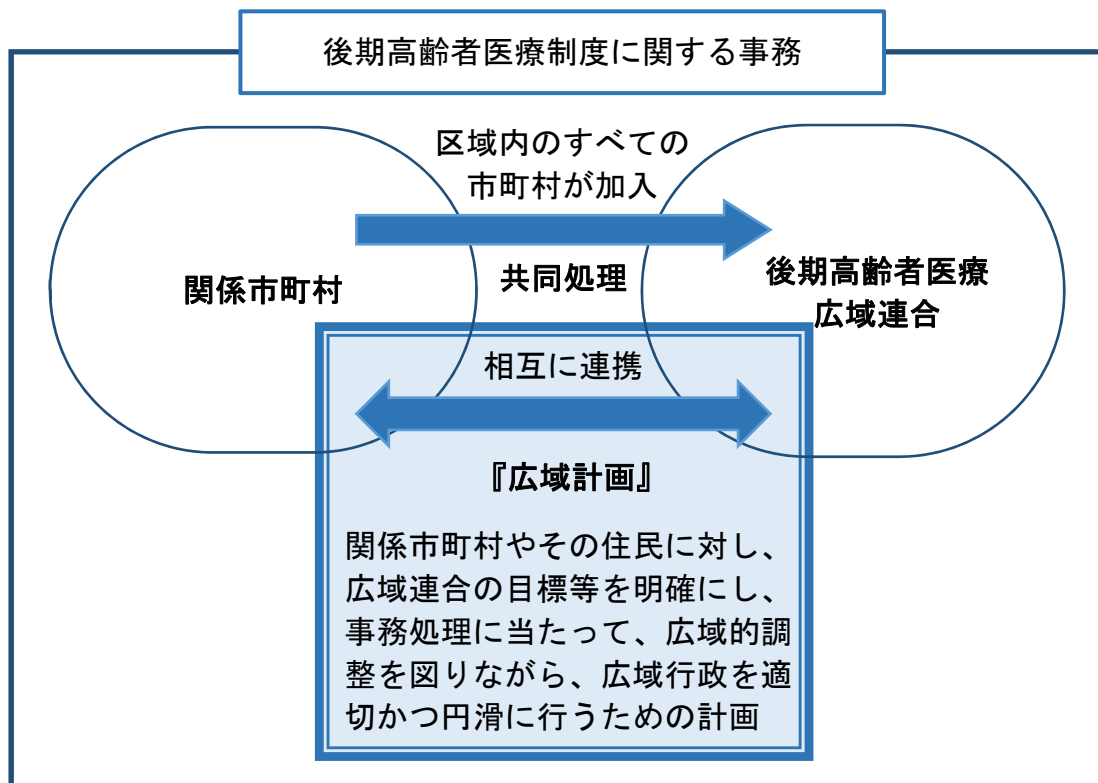 後期高齢者医療制度に関する事務
区域内のすべての
市町村が加入
関係市町村
共同処理
後期高齢者医療
広域連合
相互に連携
『広域計画』
関係市町村やその住民に対し、
広域連合の目標等を明確にし、
事務処理に当たって、広域的調
整を図りながら、広域行政を適
切かつ円滑に行うための計画